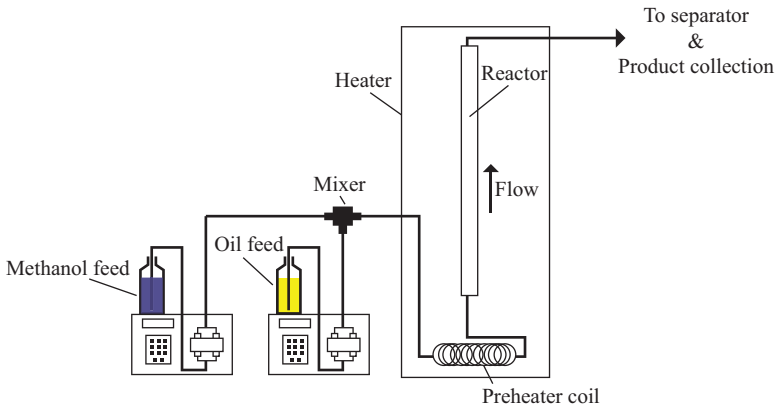 To separator
&
Product collection
Heater
Reactor
Flow
Mixer
Oil feed
Methanol feed
Preheater coil